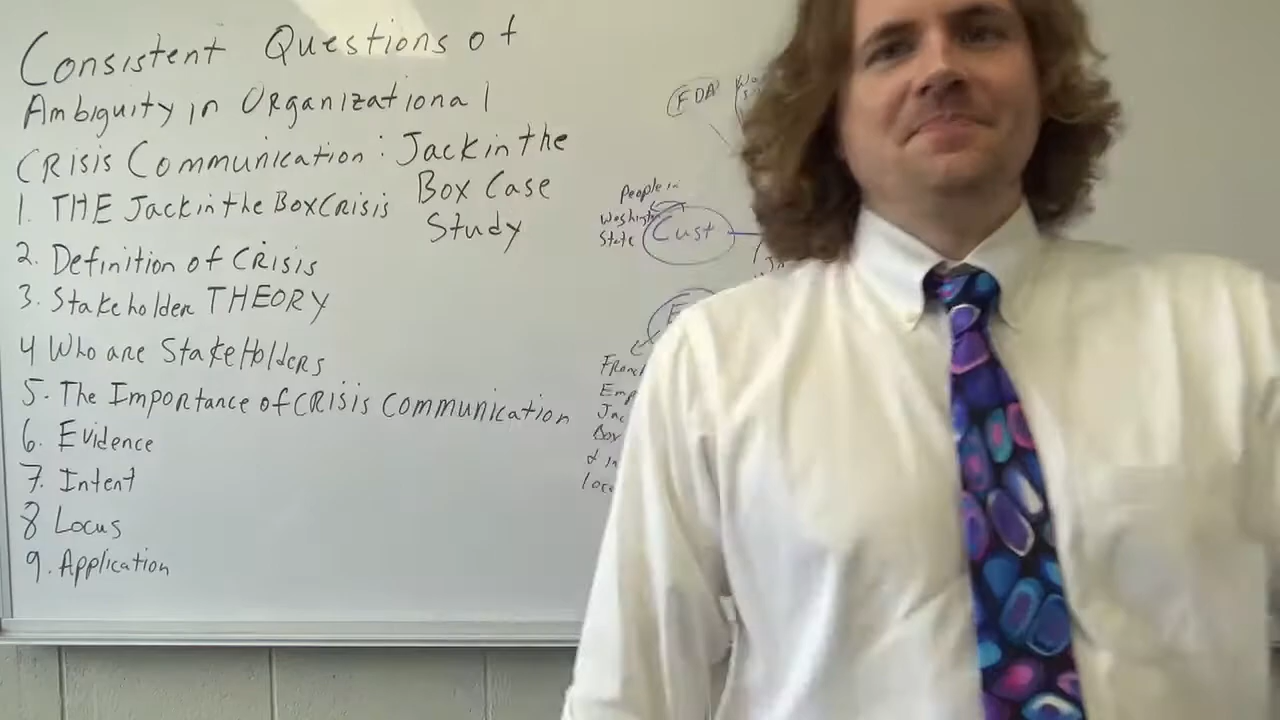 Consistent Questions of
Ambiguity in Organizational
CRISIS Communication: Jack in the
Box Case
Study
1. THE Jack in the Box CRISIS
2. Definition of CRISIS
3. Stakeholder THEORY
4 Who are StakeHolders
5. The Importance of CRISIS Communication
6. Evidence
7. Intent
8 Locus
9. Application
FDA
People in
Washington
State
Cust